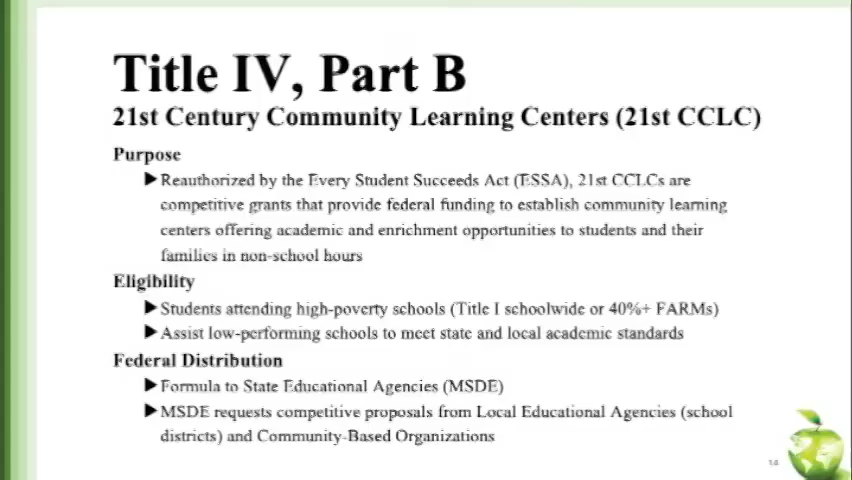 Title IV, Part B
21st Century Community Learning Centers (21st CCLC)
Purpose
▶Reauthorized by the Every Student Succeeds Act (ESSA), 21st CCLCs are
competitive grants that provide federal funding to establish community learning
centers offering academic and enrichment opportunities to students and their
families in non-school hours
Eligibility
▶Students attending high-poverty schools (Title I schoolwide or 40%+ FARMs)
▶Assist low-performing schools to meet state and local academic standards
Federal Distribution
▶Formula to State Educational Agencies (MSDE)
▶MSDE requests competitive proposals from Local Educational Agencies (school
districts) and Community-Based Organizations
14